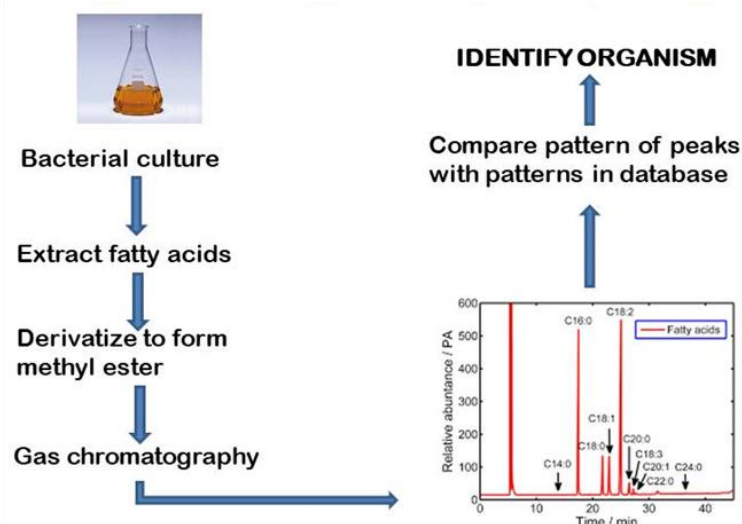 Bacterial culture
Extract fatty acids
Derivatize to form
methyl ester
Gas chromatography
IDENTIFY ORGANISM
Compare pattern of peaks
with patterns in database
600
500
400
300
200
100
0
Relative abuntance / PA
C16:0
C18:2
Fatty acids
C18:1
C18:0
C20:0
C18:3
C14:0
C20:1
C24:0
C22:0
0 10 20 30 40
Time / min